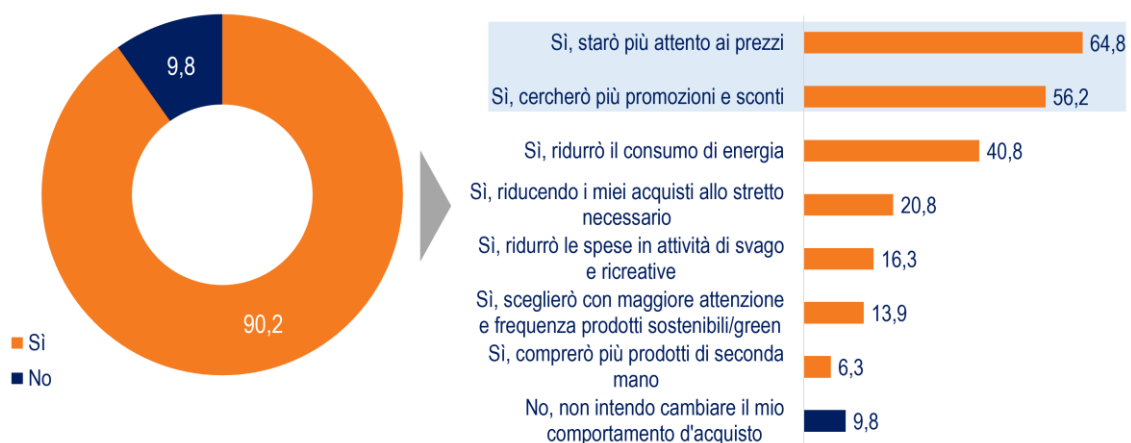 9,8
90,2
Sì
No
Sì, starò più attento ai prezzi
64,8
Sì, cercherò più promozioni e sconti
56,2
Sì, ridurrò il consumo di energia
40,8
Sì, riducendo i miei acquisti allo stretto
necessario
20,8
Sì, ridurrò le spese in attività di svago
e ricreative
16,3
Sì, sceglierò con maggiore attenzione
e frequenza prodotti sostenibili/green
13,9
Sì, comprerò più prodotti di seconda
mano
6,3
No, non intendo cambiare il mio
comportamento d'acquisto
9,8